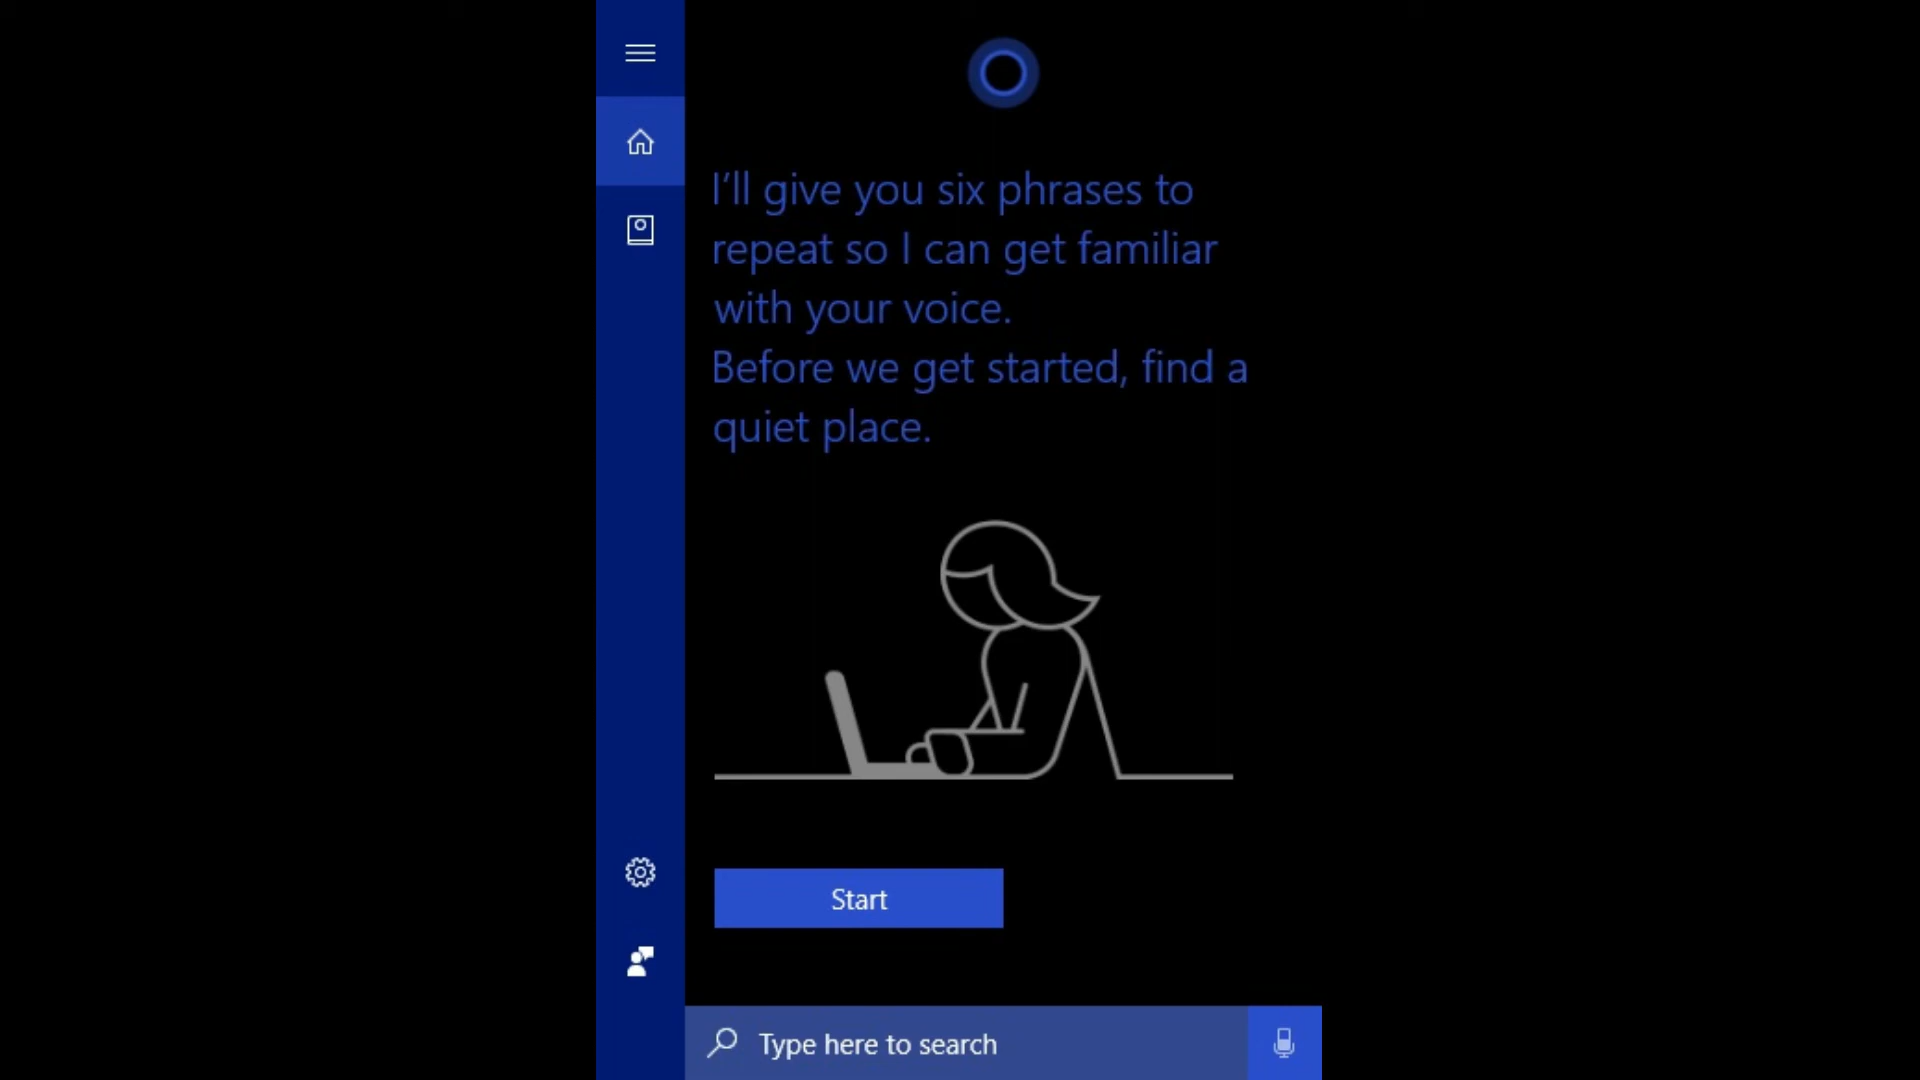 I'll give you six phrases to
repeat so I can get familiar
with your voice.
Before we get started, find a
quiet place.
Start
Type here to search